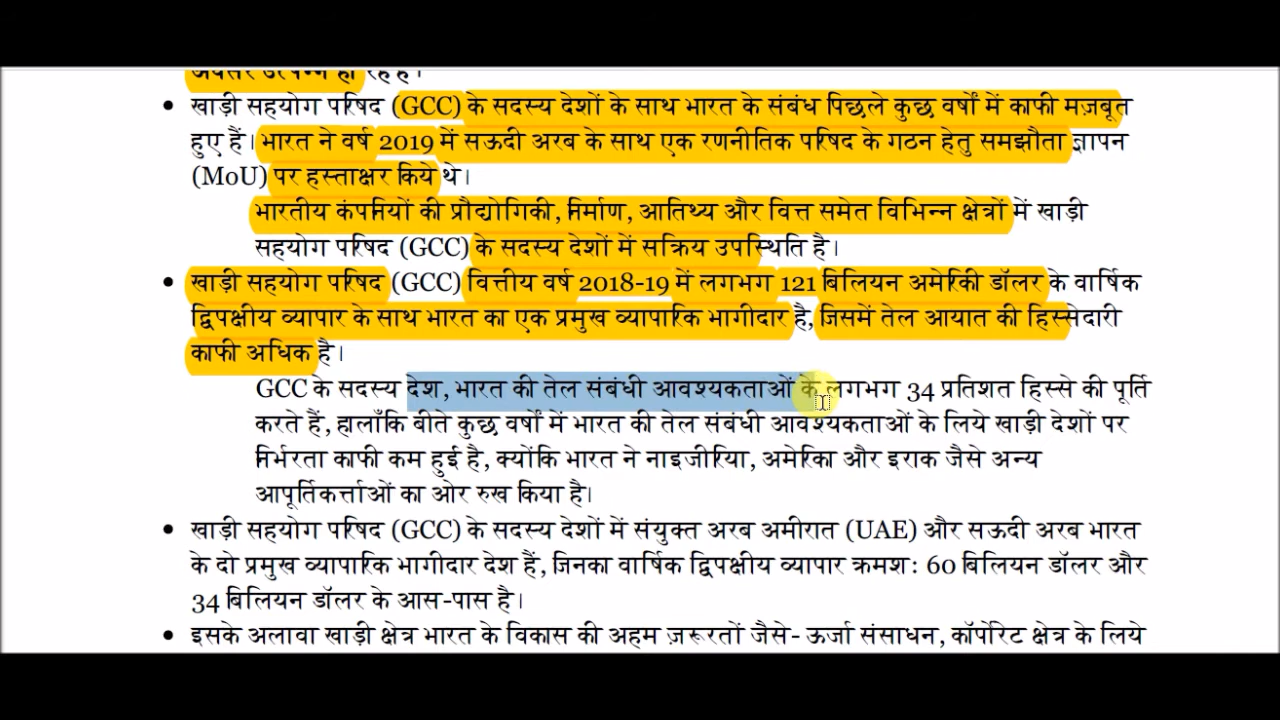 अवसर उत्पन्न हो रहे हैं।
• खाड़ी सहयोग परिषद (GCC) के सदस्य देशों के साथ भारत के संबंध पिछले कुछ वर्षों में काफी मज़बूत
हुए हैं। भारत ने वर्ष 2019 में सऊदी अरब के साथ एक रणनीतिक परिषद के गठन हेतु समझौता ज्ञापन
(MoU) पर हस्ताक्षर किये थे।
भारतीय कंपनियों की प्रौद्योगिकी, निर्माण, आतिथ्य और वित्त समेत विभिन्न क्षेत्रों में खाड़ी
सहयोग परिषद (GCC) के सदस्य देशों में सक्रिय उपस्थिति है।
• खाड़ी सहयोग परिषद (GCC) वित्तीय वर्ष 2018-19 में लगभग 121 बिलियन अमेरिकी डॉलर के वार्षिक
द्विपक्षीय व्यापार के साथ भारत का एक प्रमुख व्यापारिक भागीदार है, जिसमें तेल आयात की हिस्सेदारी
काफी अधिक है।
GCC के सदस्य देश, भारत की तेल संबंधी आवश्यकताओं के लगभग 34 प्रतिशत हिस्से की पूर्ति
करते हैं, हालाँकि बीते कुछ वर्षों में भारत की तेल संबंधी आवश्यकताओं के लिये खाड़ी देशों पर
निर्भरता काफी कम हुई है, क्योंकि भारत ने नाइजीरिया, अमेरिका और इराक जैसे अन्य
आपूर्तिकर्त्ताओं का ओर रुख किया है।
• खाड़ी सहयोग परिषद (GCC) के सदस्य देशों में संयुक्त अरब अमीरात (UAE) और सऊदी अरब भारत
के दो प्रमुख व्यापारिक भागीदार देश हैं, जिनका वार्षिक द्विपक्षीय व्यापार क्रमश: 60 बिलियन डॉलर और
34 बिलियन डॉलर के आस-पास है।
• इसके अलावा खाड़ी क्षेत्र भारत के विकास की अहम ज़रूरतों जैसे- ऊर्जा संसाधन, कॉर्पोरेट क्षेत्र के लिये